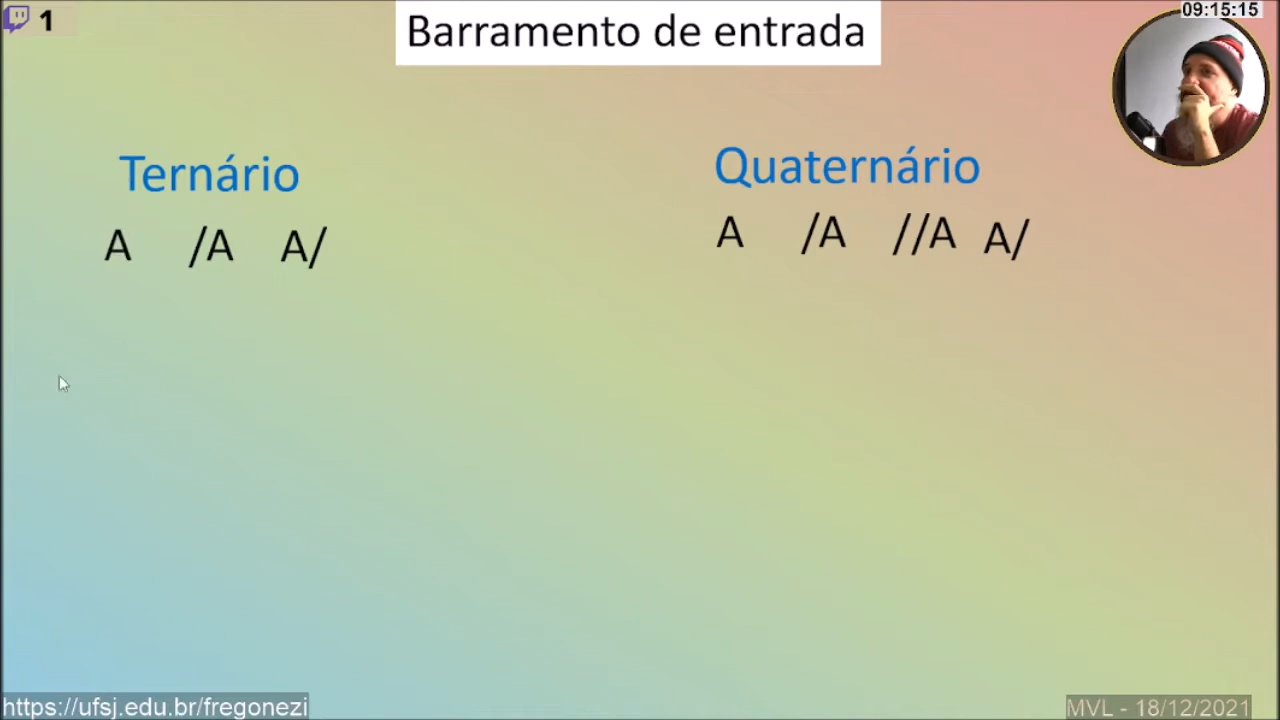 1
09:15:15
Barramento de entrada
Ternário
A /A A/
Quaternário
A /A //A A/
https://ufsj.edu.br/fregonezi
MVL - 18/12/2021